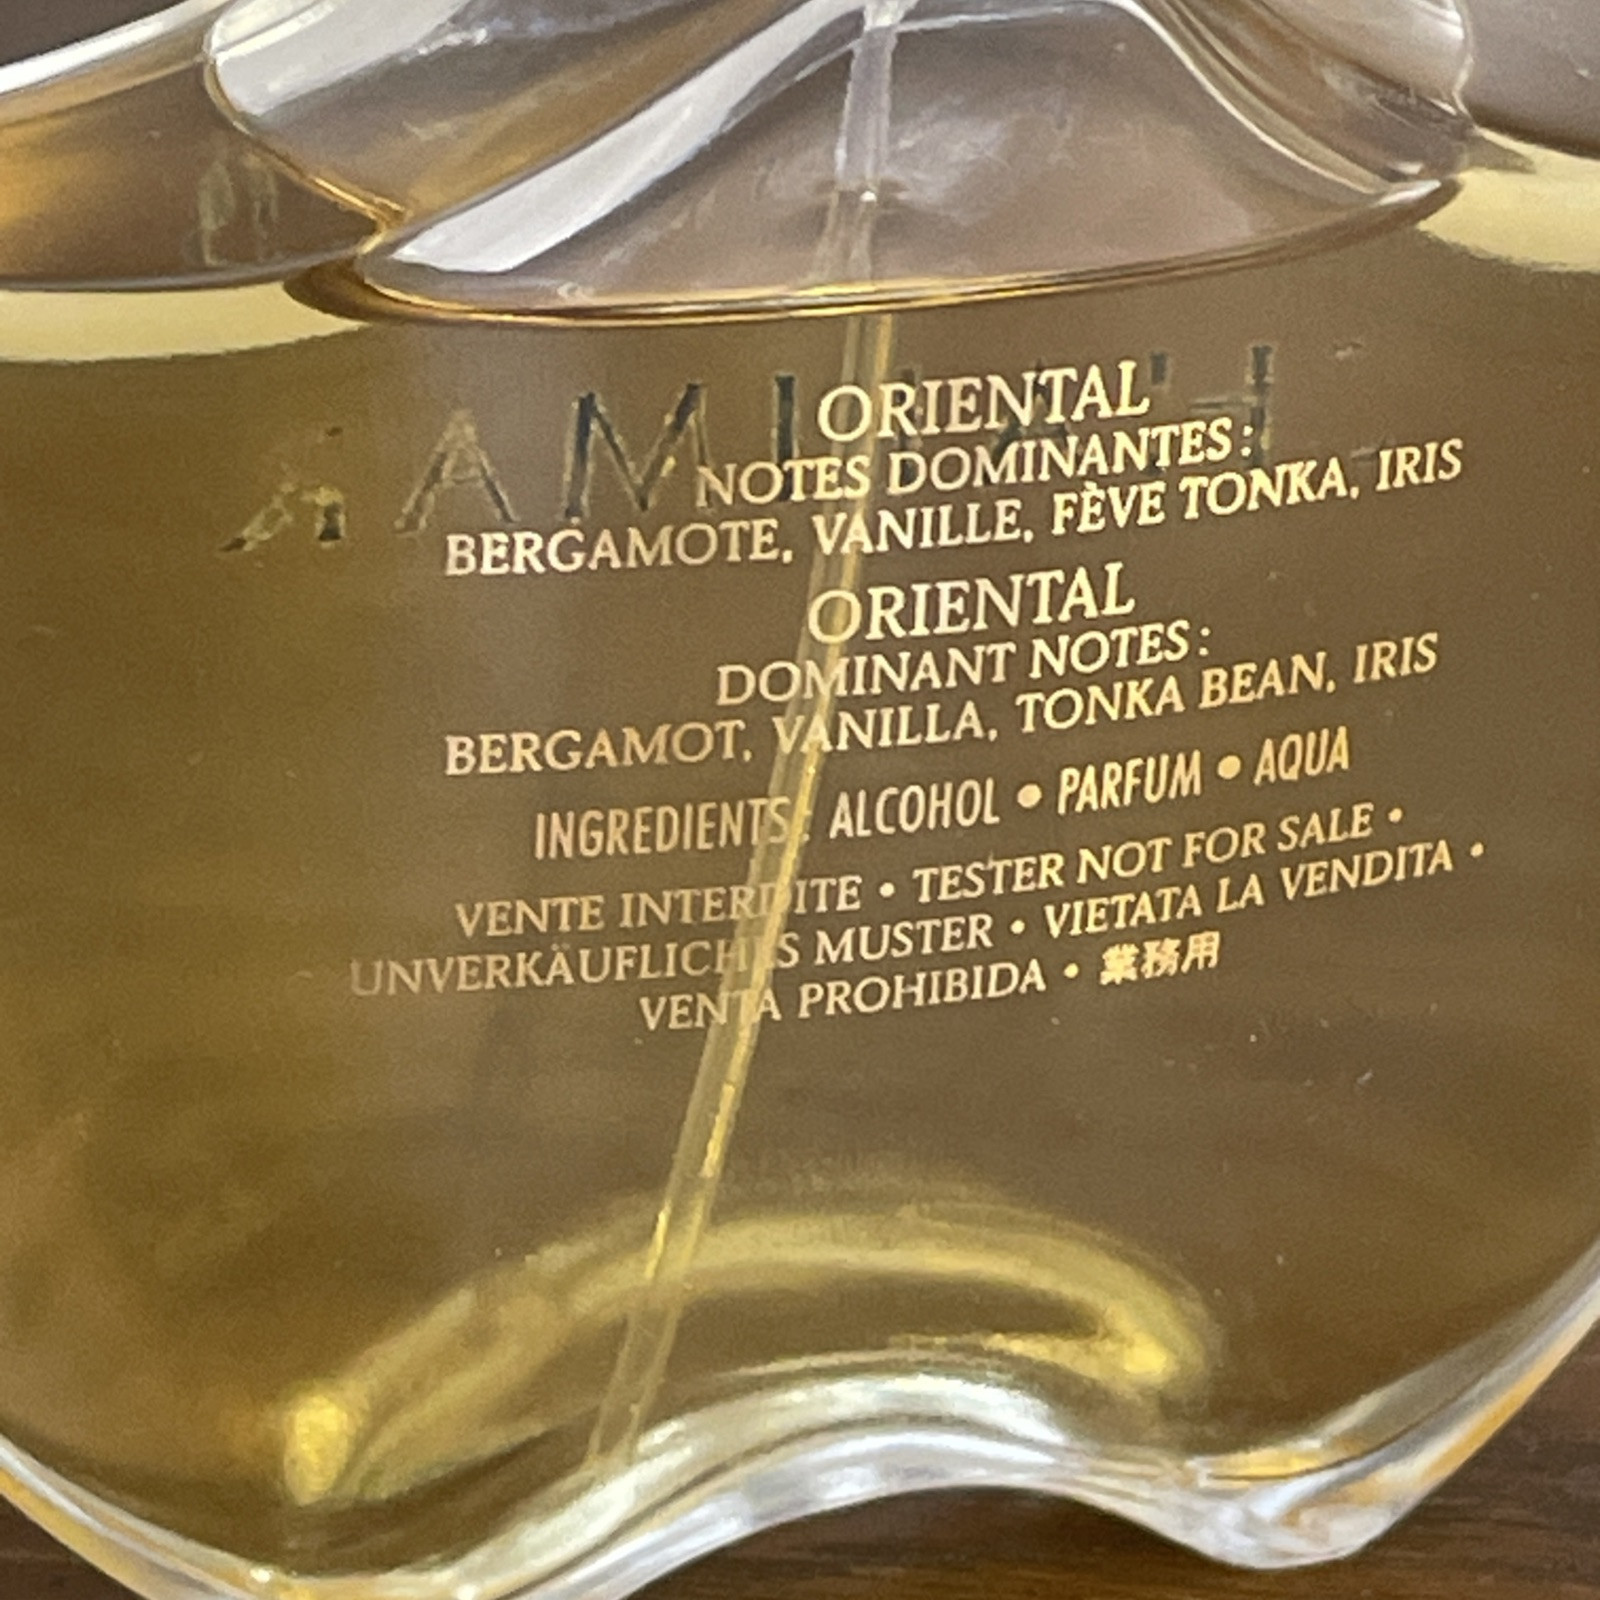 ORIENTAL
NOTES DOMINANTES :
BERGAMOTE, VANILLE, FÈVE TONKA, IRIS
ORIENTAL
DOMINANT NOTES :
BERGAMOT, VANILLA, TONKA BEAN, IRIS
INGREDIENTS : ALCOHOL • PARFUM • AQUA
VENTE INTERDITE • TESTER NOT FOR SALE •
UNVERKÄUFLICHES MUSTER • VIETATA LA VENDITA •
VENTA PROHIBIDA • 業務用